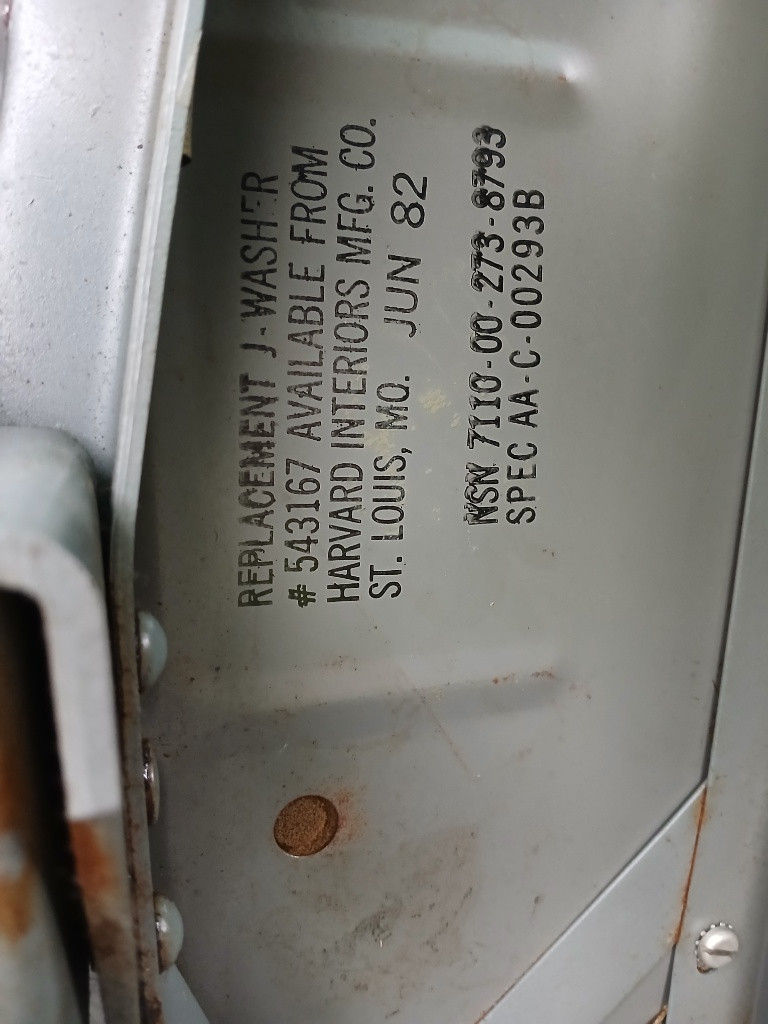 REPLACEMENT J-WASHER
# 543167 AVAILABLE FROM
HARVARD INTERIORS MFG. CO.
ST. LOUIS, MO. JUN 82
NSN 7110-00-273-8793
SPEC AA-C-00293B